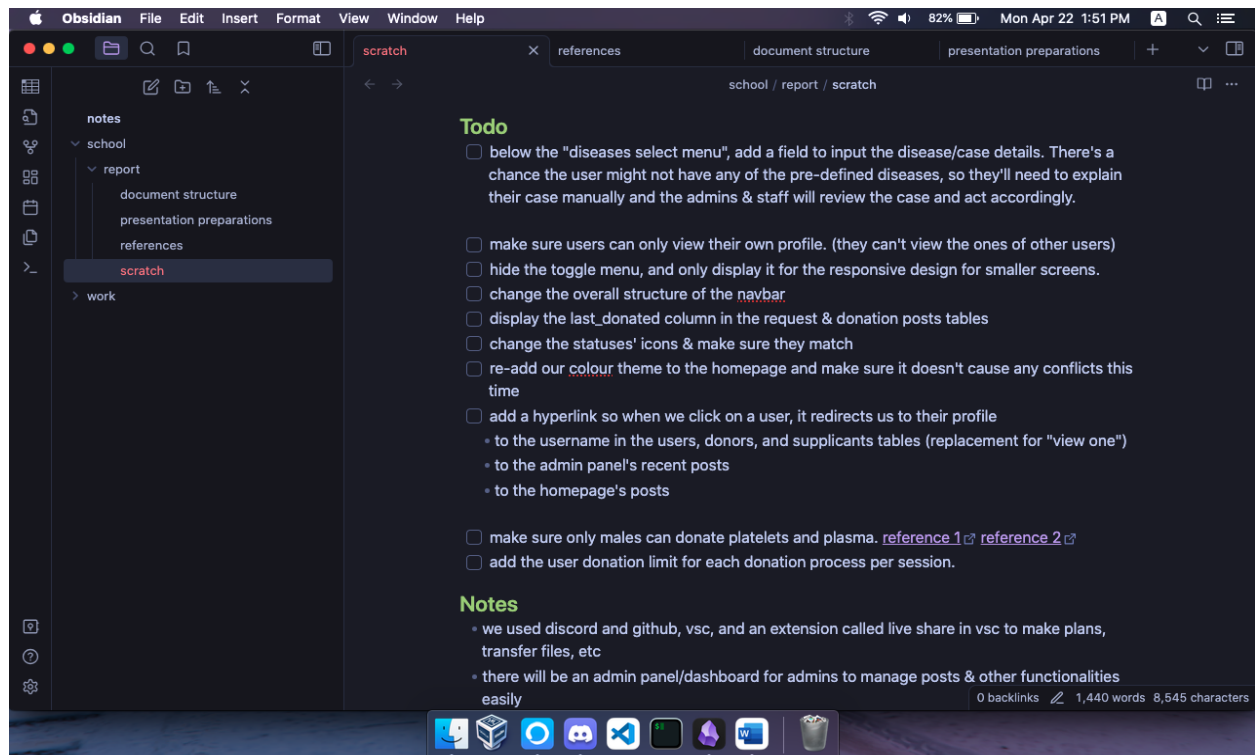 Obsidian File Edit Insert Format View Window Help 82% Mon Apr 22 1:51 PM A
scratch references document structure presentation preparations
school / report / scratch
notes
school
report
document structure
presentation preparations
references
scratch
work
Todo
below the "diseases select menu", add a field to input the disease/case details. There's a
chance the user might not have any of the pre-defined diseases, so they'll need to explain
their case manually and the admins & staff will review the case and act accordingly.
make sure users can only view their own profile. (they can't view the ones of other users)
hide the toggle menu, and only display it for the responsive design for smaller screens.
change the overall structure of the navbar
display the last_donated column in the request & donation posts tables
change the statuses' icons & make sure they match
re-add our colour theme to the homepage and make sure it doesn't cause any conflicts this
time
add a hyperlink so when we click on a user, it redirects us to their profile
to the username in the users, donors, and supplicants tables (replacement for "view one")
to the admin panel's recent posts
to the homepage's posts
make sure only males can donate platelets and plasma. reference 1 reference 2
add the user donation limit for each donation process per session.
Notes
we used discord and github, vsc, and an extension called live share in vsc to make plans,
transfer files, etc
there will be an admin panel/dashboard for admins to manage posts & other functionalities
easily
0 backlinks 1,440 words 8,545 characters
W